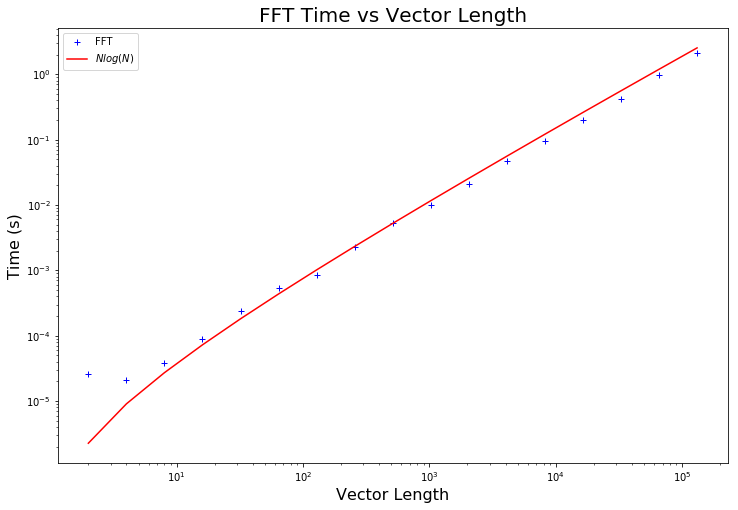 FFT Time vs Vector Length
FFT
Nlog(N)
10⁰
10⁻¹
10⁻²
10⁻³
10⁻⁴
10⁻⁵
Time (s)
10¹ 10² 10³ 10⁴ 10⁵
Vector Length